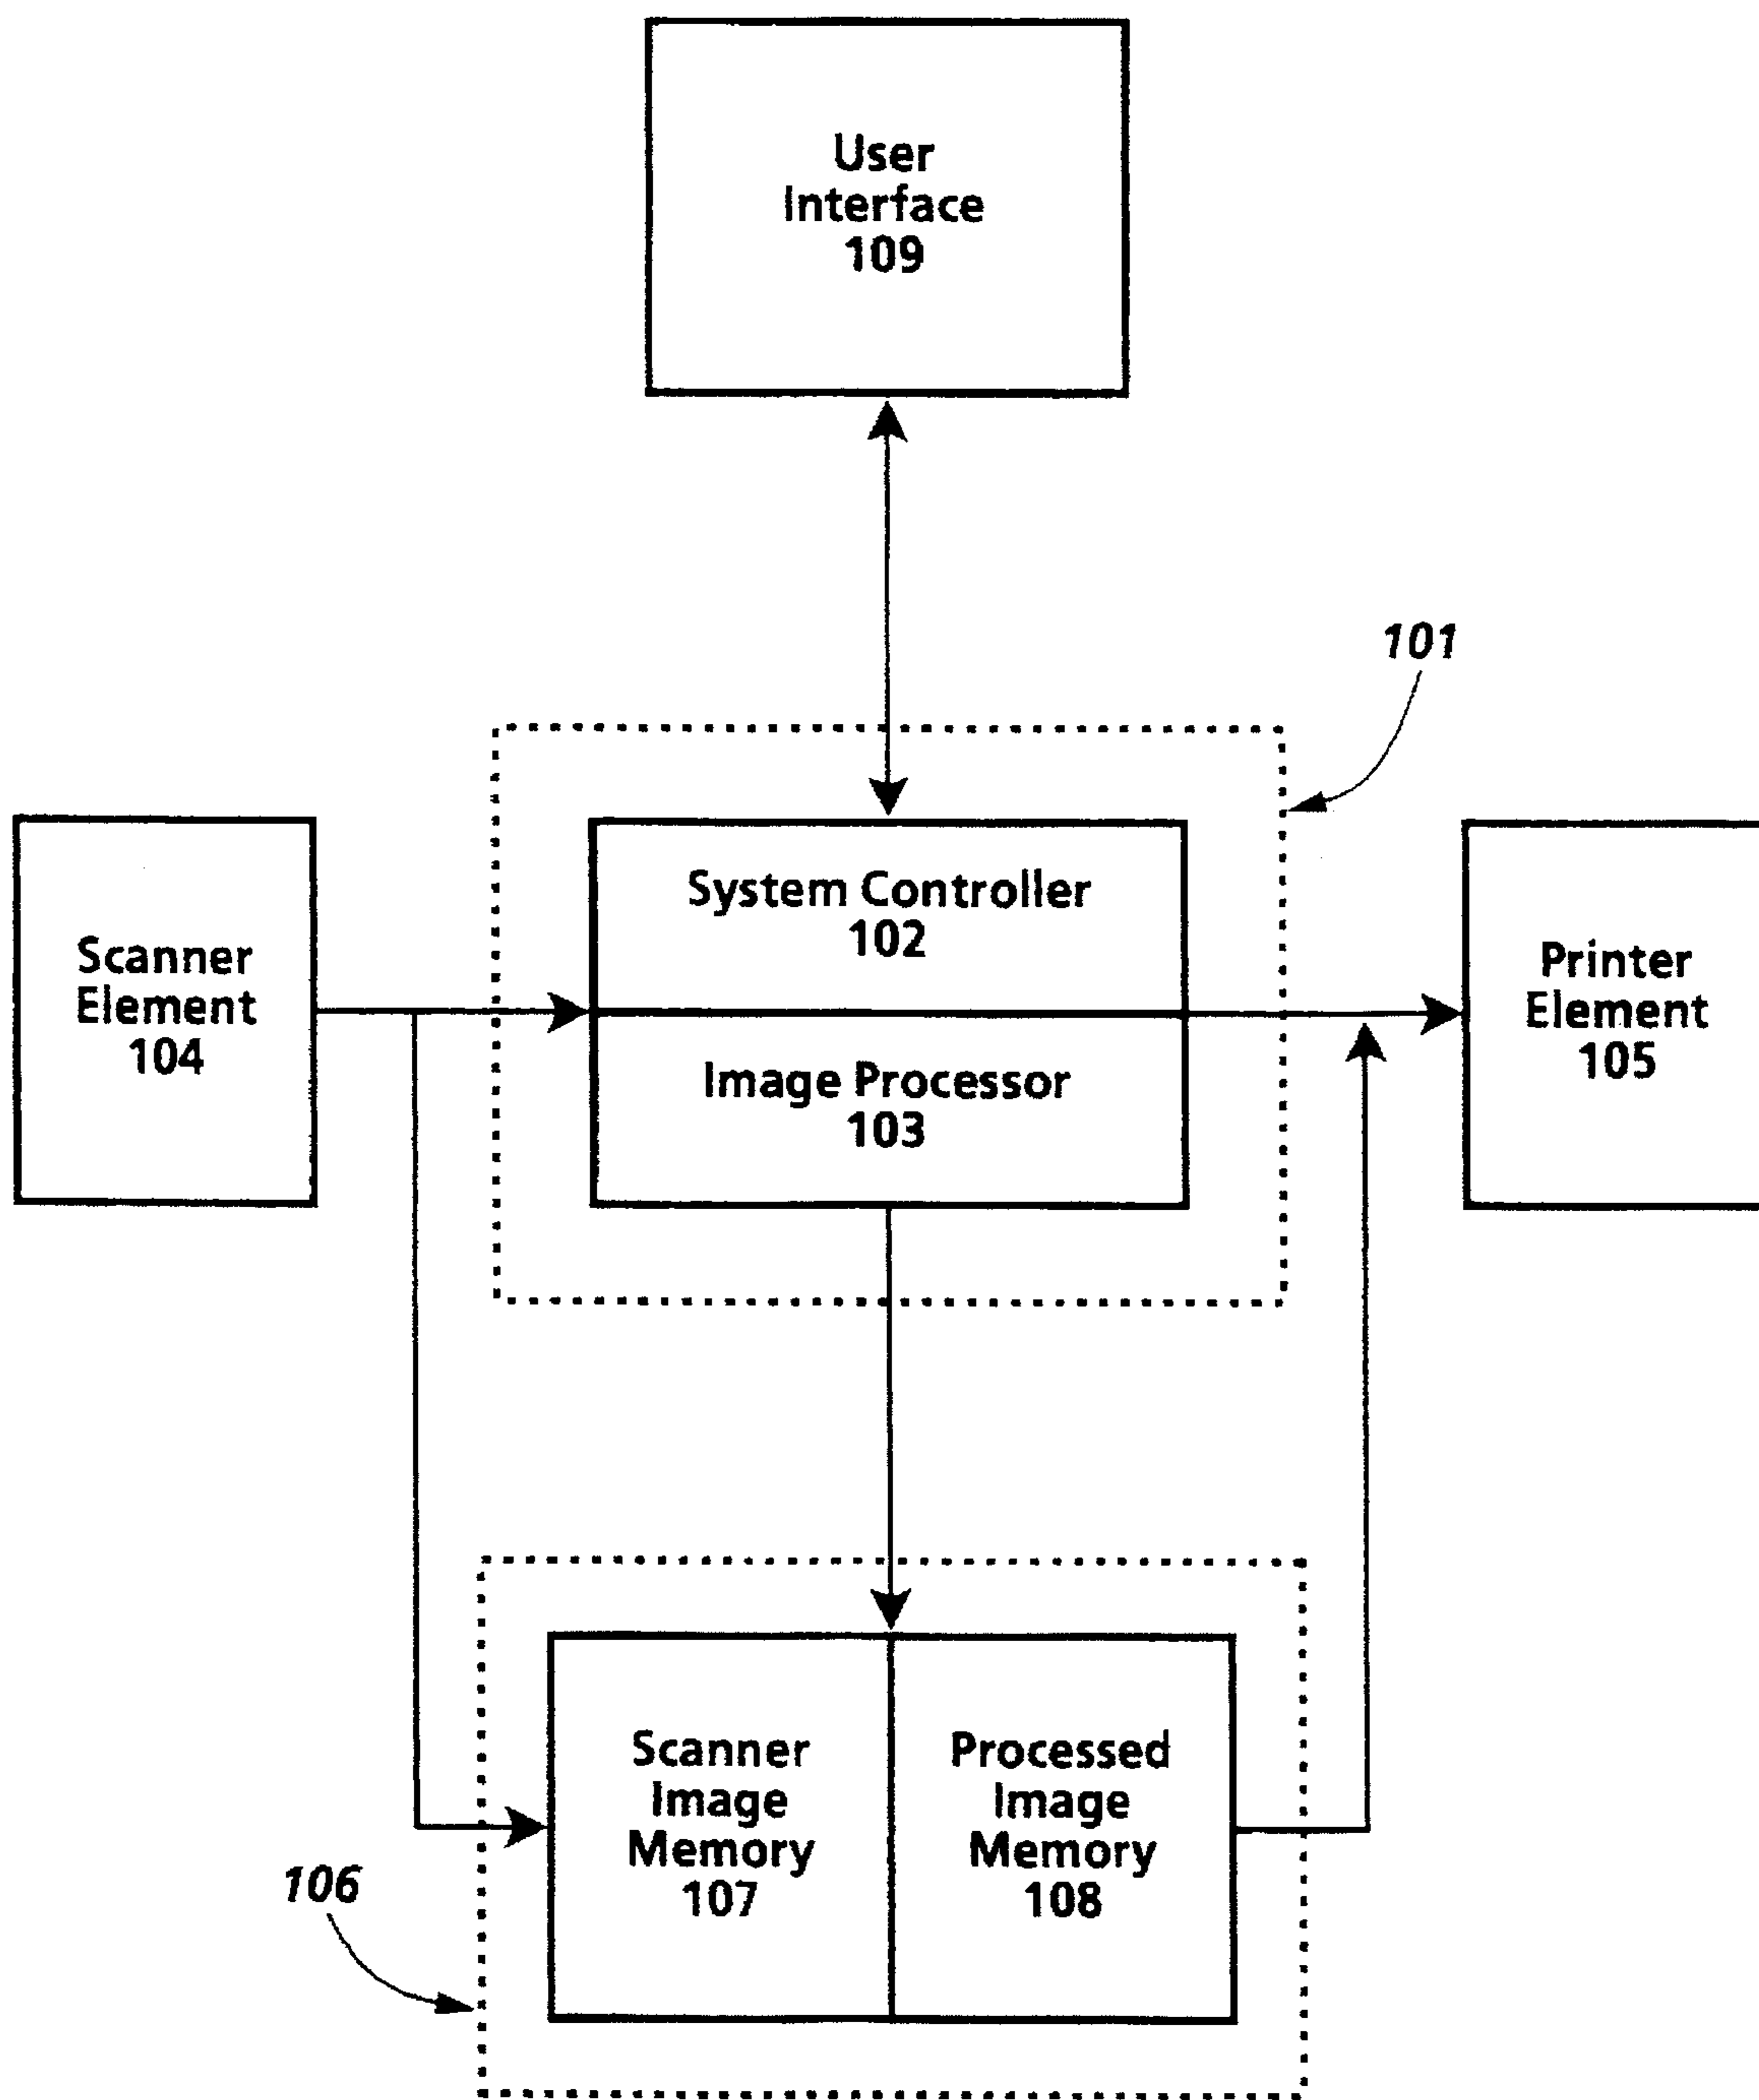 User
Interface
109
101
System Controller
102
Scanner
Element
104
Image Processor
103
Printer
Element
105
Scanner
Image
Memory
107
Processed
Image
Memory
108
106